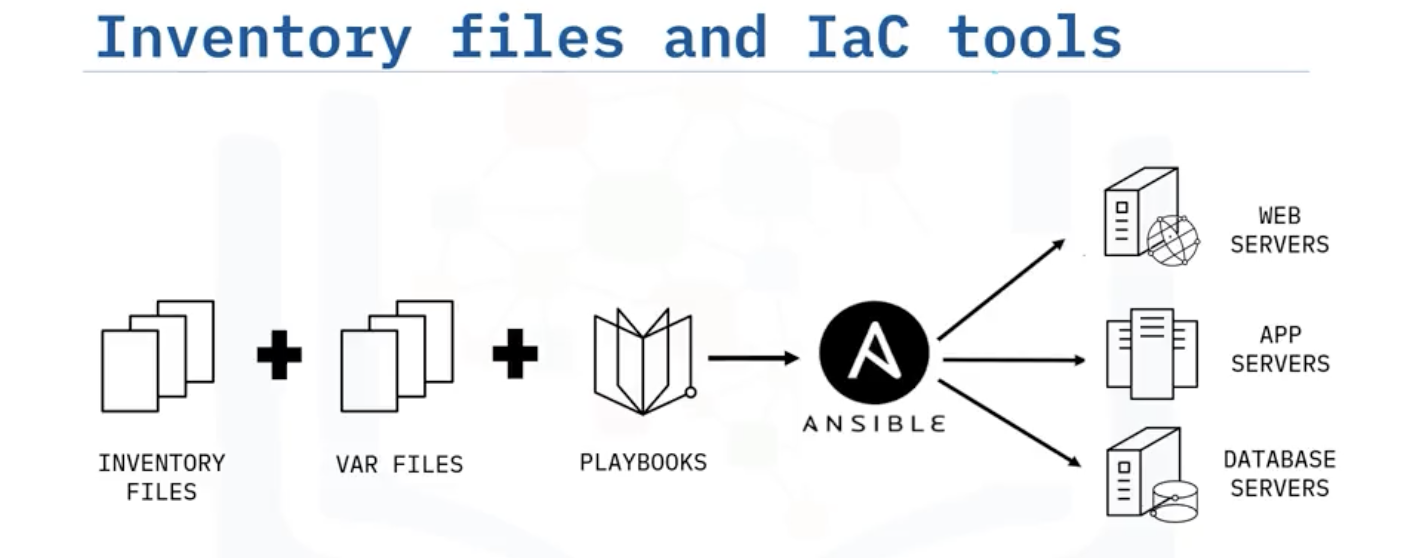 Inventory files and IaC tools
INVENTORY
FILES
VAR FILES
PLAYBOOKS
ANSIBLE
WEB
SERVERS
APP
SERVERS
DATABASE
SERVERS